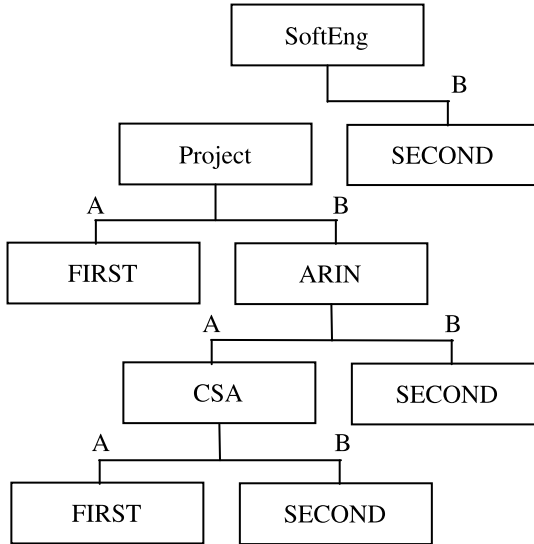 SoftEng
B
Project
SECOND
A B
FIRST ARIN
A B
CSA SECOND
A B
FIRST SECOND